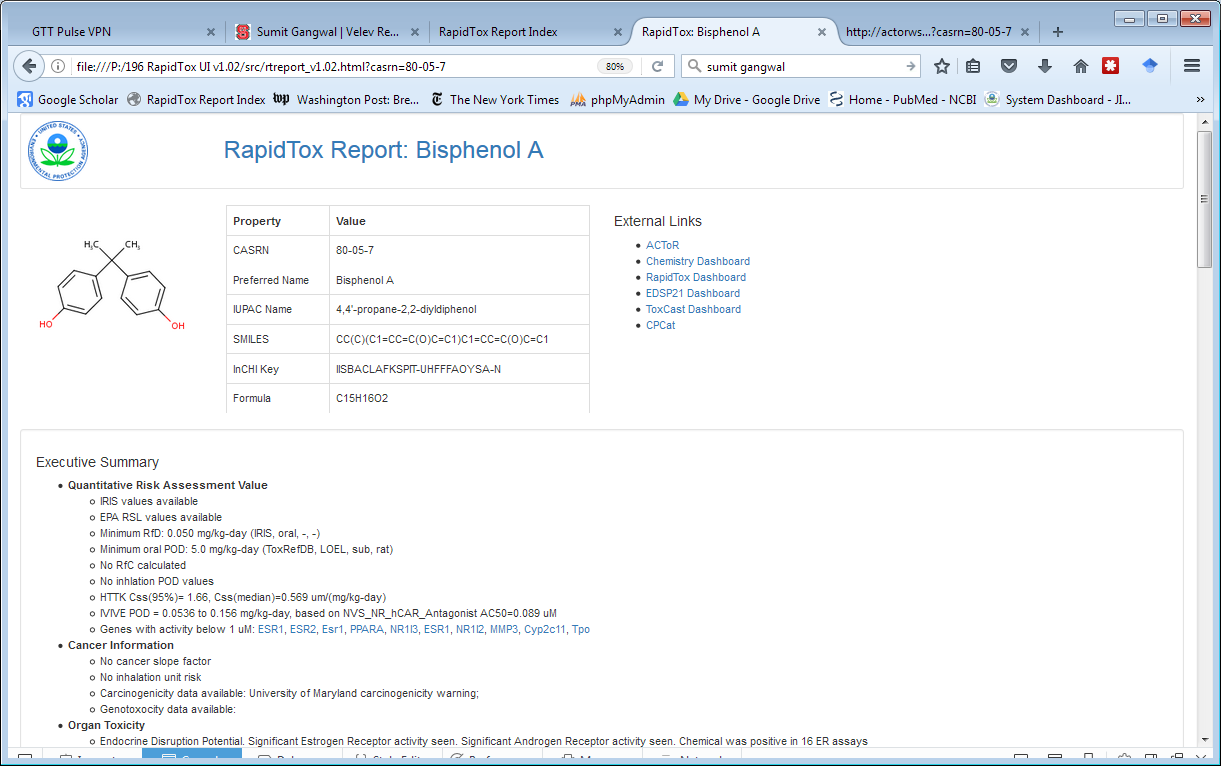 GTT Pulse VPN
Sumit Gangwal | Velev Re...
RapidTox Report Index
RapidTox: Bisphenol A
http://actorws...?casrn=80-05-7
file:///P:/196 RapidTox UI v1.02/src/rtreport_v1.02.html?casrn=80-05-7
80%
sumit gangwal
Google Scholar
RapidTox Report Index
wp Washington Post: Bre...
The New York Times
phpMyAdmin
My Drive - Google Drive
Home - PubMed - NCBI
System Dashboard - JI...
»
UNITED STATES ENVIRONMENTAL PROTECTION AGENCY
RapidTox Report: Bisphenol A
H₃C CH₃
HO
OH
Property Value
CASRN 80-05-7
Preferred Name Bisphenol A
IUPAC Name 4,4'-propane-2,2-diyldiphenol
SMILES CC(C)(C1=CC=C(O)C=C1)C1=CC=C(O)C=C1
InCHI Key IISBACLAFKSPIT-UHFFFAOYSA-N
Formula C15H16O2
External Links
ACToR
Chemistry Dashboard
RapidTox Dashboard
EDSP21 Dashboard
ToxCast Dashboard
CPCat
Executive Summary
Quantitative Risk Assessment Value
IRIS values available
EPA RSL values available
Minimum RfD: 0.050 mg/kg-day (IRIS, oral, -, -)
Minimum oral POD: 5.0 mg/kg-day (ToxRefDB, LOEL, sub, rat)
No RfC calculated
No inhlation POD values
HTTK Css(95%)= 1.66, Css(median)=0.569 um/(mg/kg-day)
IVIVE POD = 0.0536 to 0.156 mg/kg-day, based on NVS_NR_hCAR_Antagonist AC50=0.089 uM
Genes with activity below 1 uM: ESR1, ESR2, Esr1, PPARA, NR1I3, ESR1, NR1I2, MMP3, Cyp2c11, Tpo
Cancer Information
No cancer slope factor
No inhalation unit risk
Carcinogenicity data available: University of Maryland carcinogenicity warning;
Genotoxocity data available:
Organ Toxicity
Endocrine Disruption Potential. Significant Estrogen Receptor activity seen. Significant Androgen Receptor activity seen. Chemical was positive in 16 ER assays